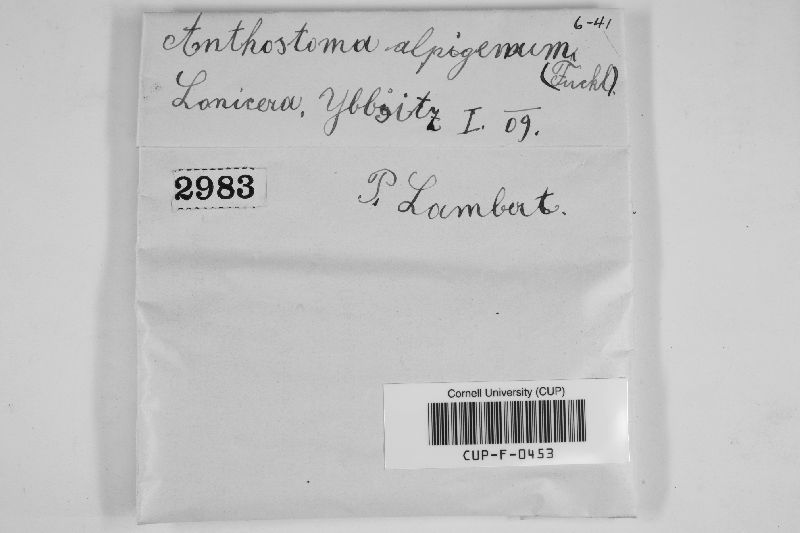 6-41
Anthostoma alpigenum
(Fuckl).
Lonicera, Ybbsitz I. 09.
2983
P. Lambert.
Cornell University (CUP)
CUP-F-0453